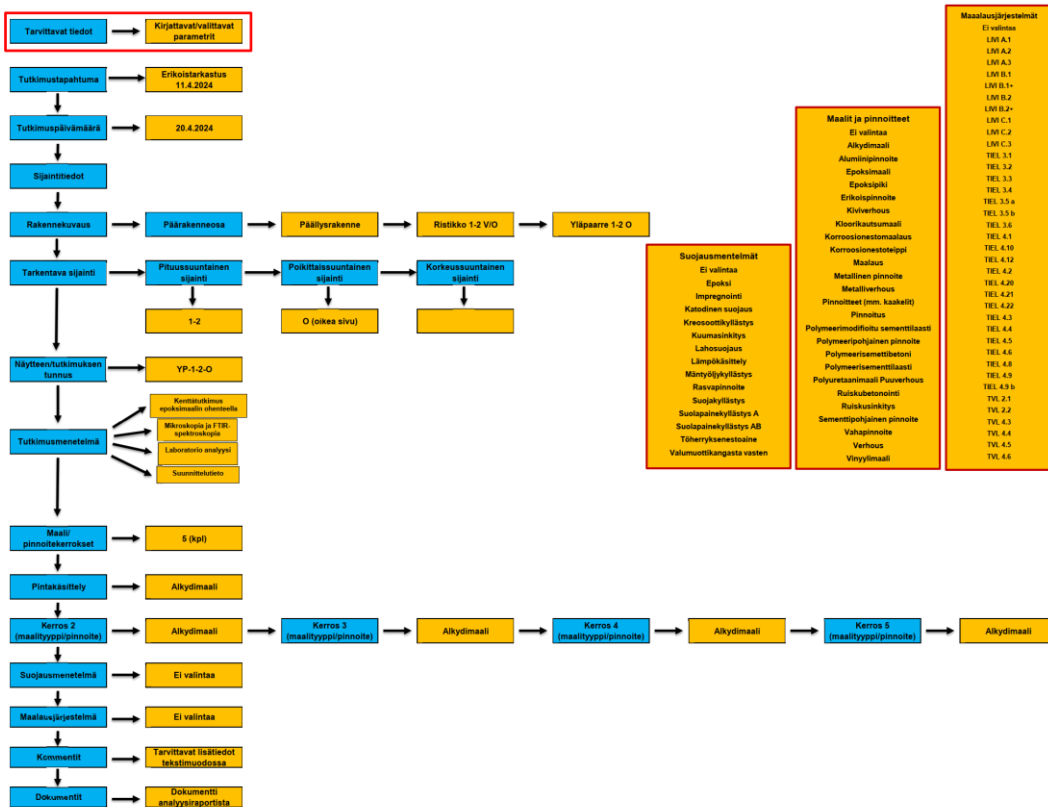 Tarvittavat tiedot
Kirjattavat/valittavat
parametrit
Tutkimustapahtuma
Erikoistarkastus
11.4.2024
Tutkimuspäivämäärä
20.4.2024
Sijaintitiedot
Rakennekuvaus
Päärakenneosa
Päällysrakenne
Ristikko 1-2 V/O
Yläpaarre 1-2 O
Tarkentava sijainti
Pituussuuntainen
sijainti
Poikittaissuuntainen
sijainti
Korkeussuuntainen
sijainti
1-2
O (oikea sivu)
Näytteen/tutkimuksen
tunnus
YP-1-2-O
Tutkimusmenetelmä
Kenttätutkimus
epoksimaalin ohenteella
Mikroskopia ja FTIR-
spektroskopia
Laboratorio analyysi
Suunnittelutieto
Maali/
pinnoitekerrokset
5 (kpl)
Pintakäsittely
Alkydimaali
Kerros 2
(maalityyppi/pinnoite)
Alkydimaali
Kerros 3
(maalityyppi/pinnoite)
Alkydimaali
Kerros 4
(maalityyppi/pinnoite)
Alkydimaali
Kerros 5
(maalityyppi/pinnoite)
Alkydimaali
Suojausmenetelmä
Ei valintaa
Maalausjärjestelmä
Ei valintaa
Kommentit
Tarvittavat lisätiedot
tekstimuodossa
Dokumentit
Dokumentti
analyysiraportista
Suojausmentelmät
Ei valintaa
Epoksi
Impregnointi
Katodinen suojaus
Kreosoottikyllästys
Kuumasinkitys
Lahosuojaus
Lämpökäsittely
Mäntyöljykyllästys
Rasvapinnoite
Suojakyllästys
Suolapainekyllästys A
Suolapainekyllästys AB
Töherryksenestoaine
Valumuottikangasta vasten
Maalit ja pinnoitteet
Ei valintaa
Alkydimaali
Alumiinipinnoite
Epoksimaali
Epoksipiki
Erikoispinnoite
Kiviverhous
Kloorikautsumaali
Korroosionestomaalaus
Korroosionestoteippi
Maalaus
Metallinen pinnoite
Metalliverhous
Pinnoitteet (mm. kaakelit)
Pinnoitus
Polymeerimodifioitu sementtilaasti
Polymeeripohjainen pinnoite
Polymeerisemettibetoni
Polymeerisementtilaasti
Polyuretaanimaali Puuverhous
Ruiskubetonointi
Ruiskusinkitys
Sementtipohjainen pinnoite
Vahapinnoite
Verhous
Vinyylimaali
Maaalausjärjestelmät
Ei valintaa
LIVI A.1
LIVI A.2
LIVI A.3
LIVI B.1
LIVI B.1+
LIVI B.2
LIVI B.2+
LIVI C.1
LIVI C.2
LIVI C.3
TIEL 3.1
TIEL 3.2
TIEL 3.3
TIEL 3.4
TIEL 3.5 a
TIEL 3.5 b
TIEL 3.6
TIEL 4.1
TIEL 4.10
TIEL 4.12
TIEL 4.2
TIEL 4.20
TIEL 4.21
TIEL 4.22
TIEL 4.3
TIEL 4.4
TIEL 4.5
TIEL 4.6
TIEL 4.8
TIEL 4.9
TIEL 4.9 b
TVL 2.1
TVL 2.2
TVL 4.3
TVL 4.4
TVL 4.5
TVL 4.6